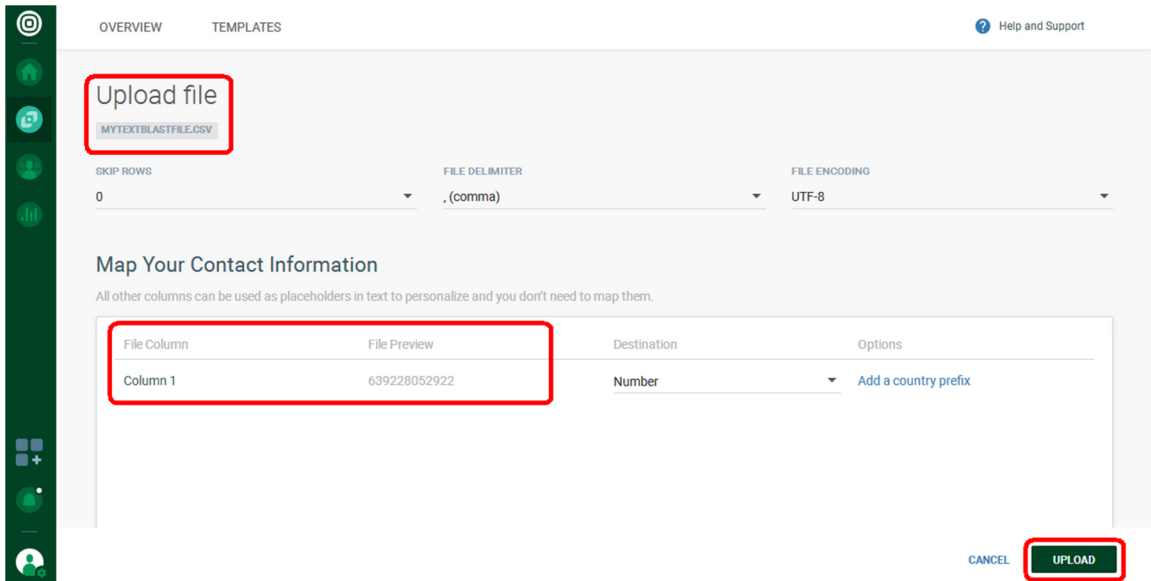 OVERVIEW TEMPLATES Help and Support
Upload file
MYTEXTBLASTFILE.CSV
SKIP ROWS FILE DELIMITER FILE ENCODING
0 , (comma) UTF-8
Map Your Contact Information
All other columns can be used as placeholders in text to personalize and you don't need to map them.
File Column File Preview Destination Options
Column 1 639228052922 Number Add a country prefix
CANCEL UPLOAD